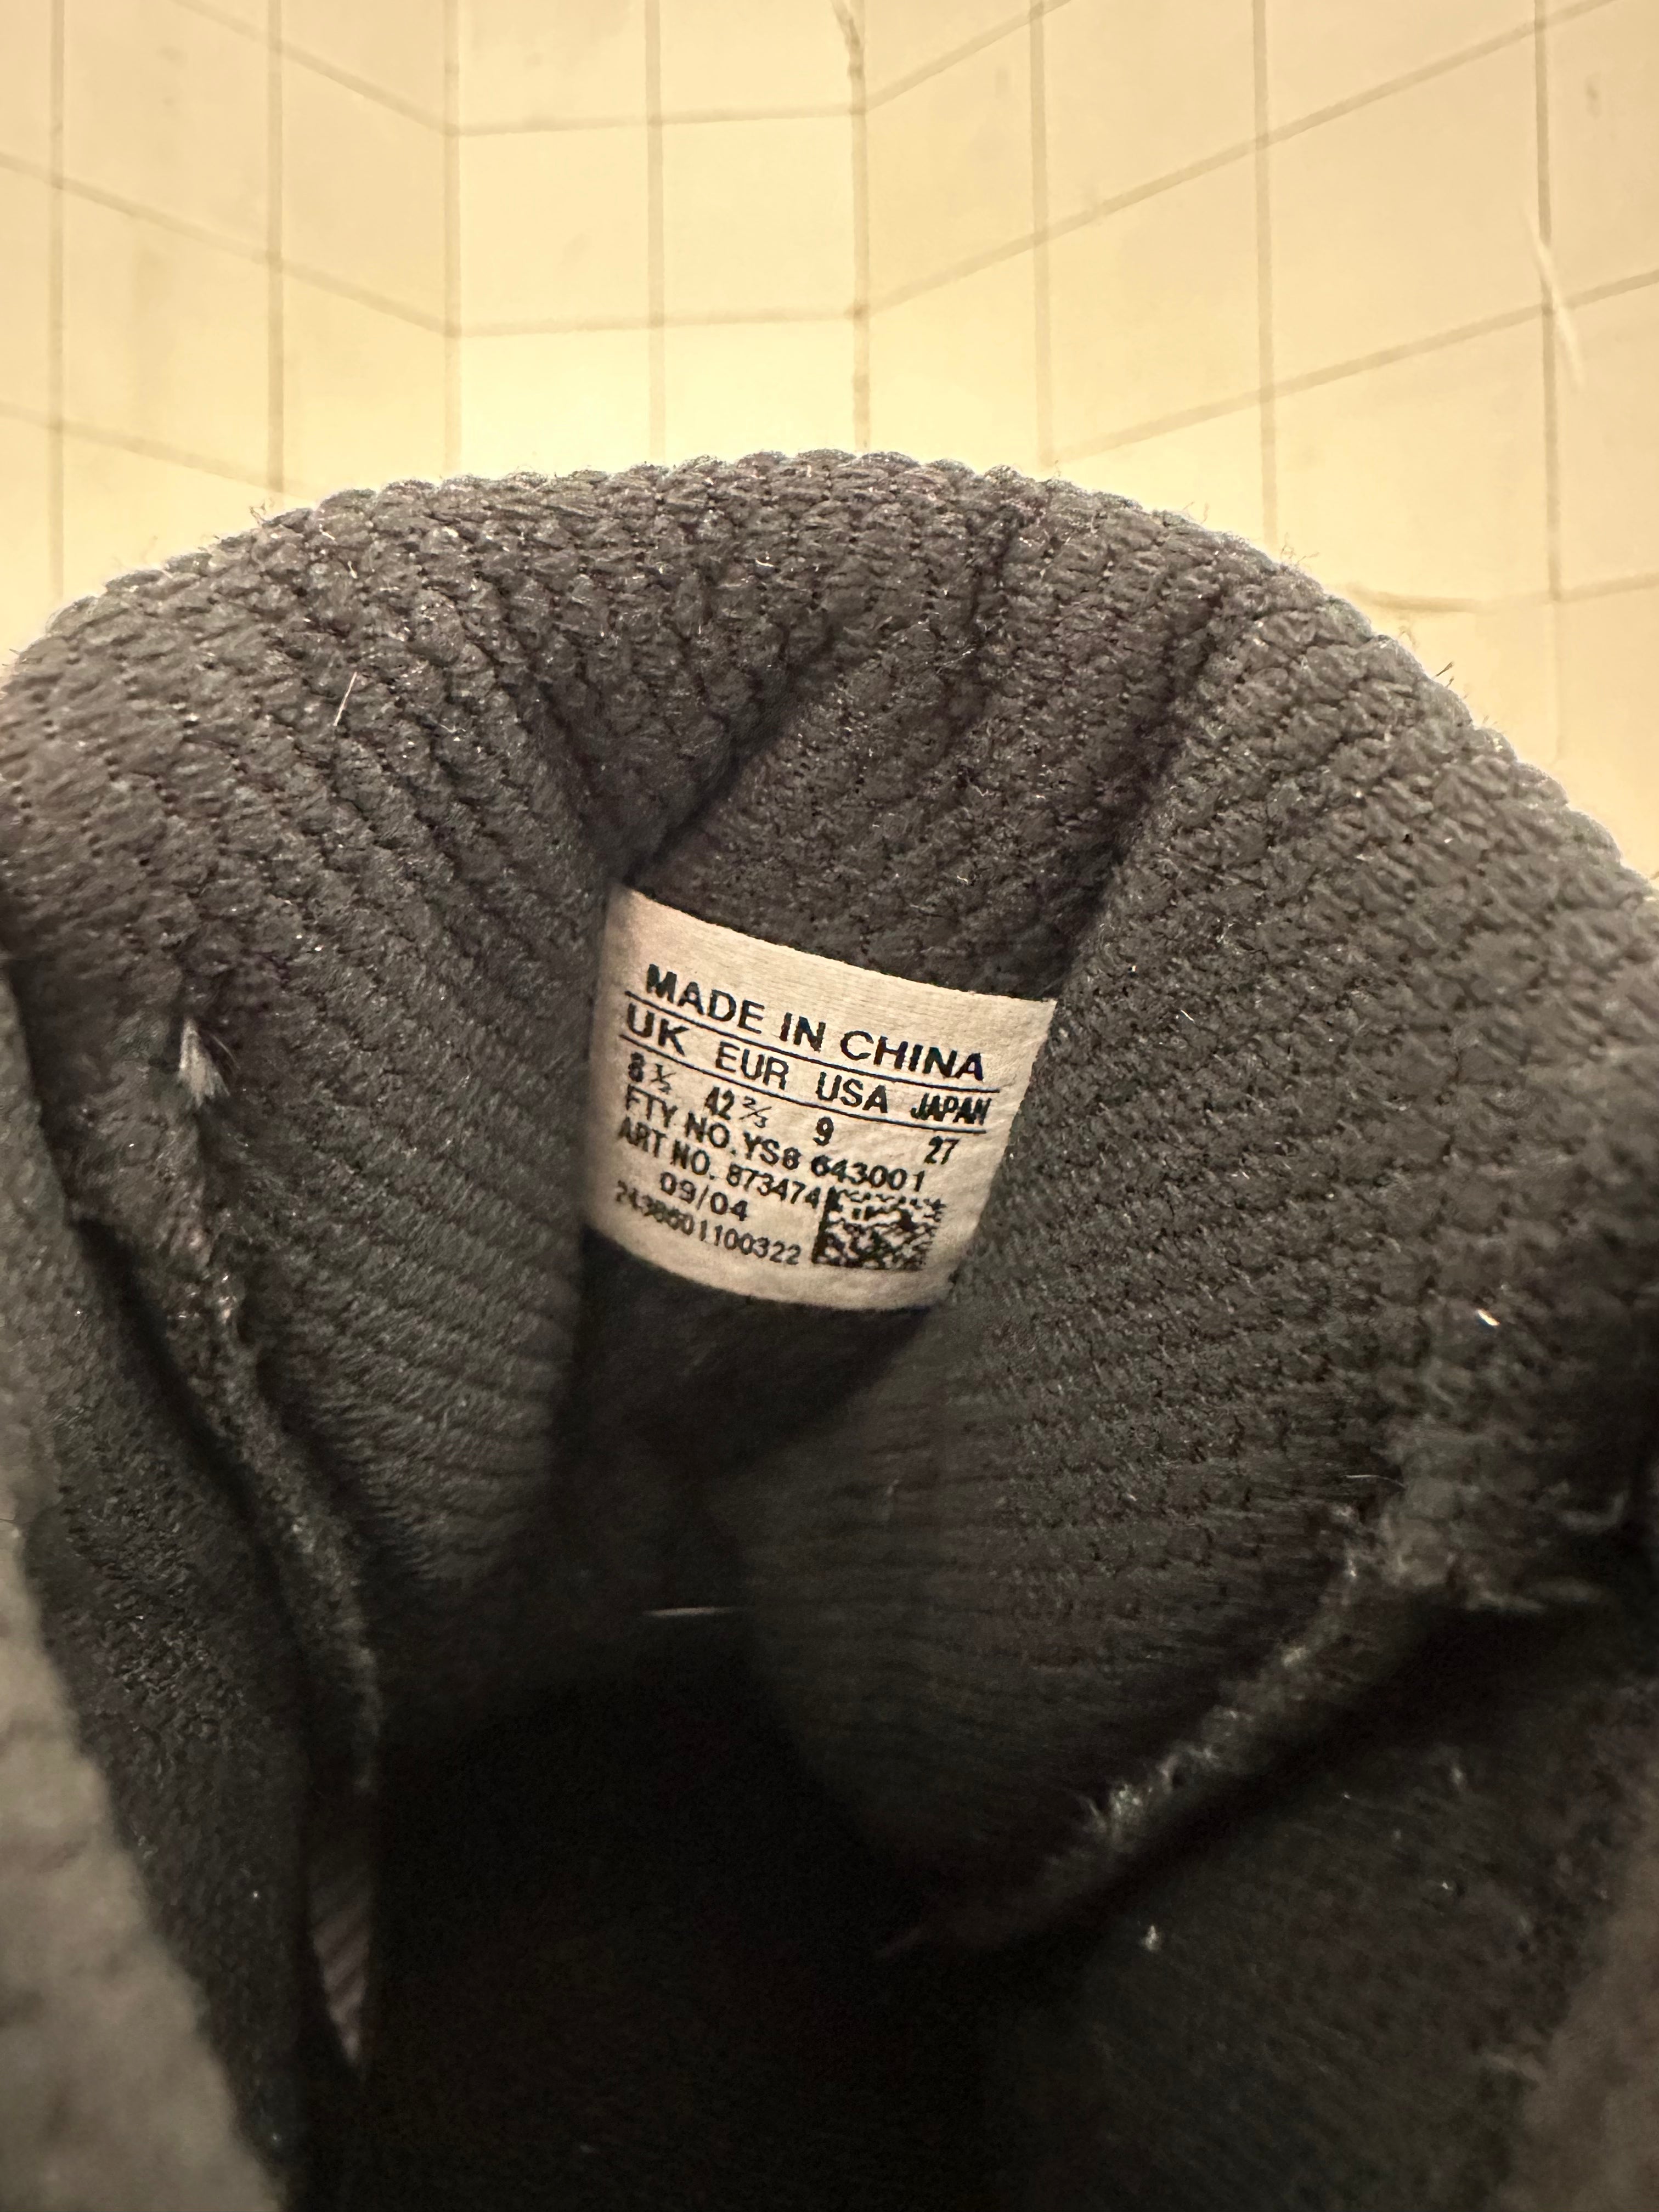 MADE IN CHINA
UK EUR USA JAPAN
8½ 42⅔ 9 27
FTY NO. YS8 643001
ART NO. 873474
09/04